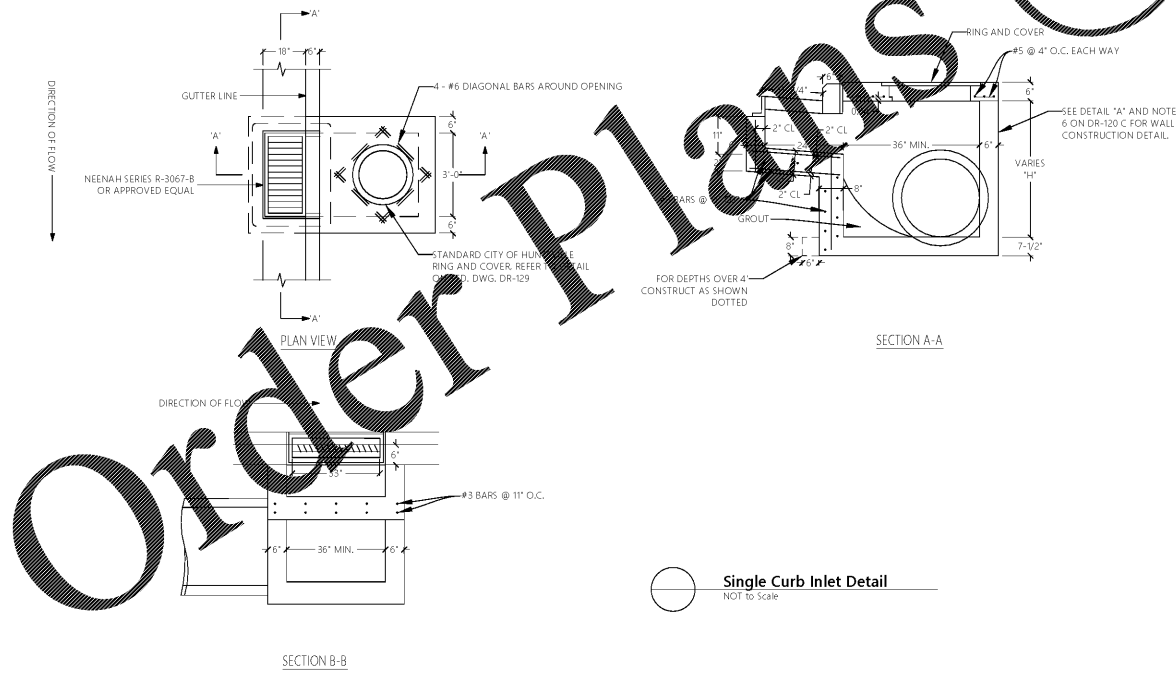 Order Plans
'A'
18"
6"
GUTTER LINE
DIRECTION OF FLOW
4 - #6 DIAGONAL BARS AROUND OPENING
'A'
'A'
6"
3'-0"
6"
NEENAH SERIES R-3067-B
OR APPROVED EQUAL
STANDARD CITY OF
RING AND COVER. REFER
DWG. DR-129
'A'
PLAN VIEW
RING AND COVER
#5 @ 4" O.C. EACH WAY
6"
6"
SEE DETAIL "A" AND NOTE
6 ON DR-120 C FOR WALL
CONSTRUCTION DETAIL.
11"
2" CL
2" CL
36" MIN.
6"
VARIES
"H"
2" CL
8"
BARS @
GROUT
8"
6"
7-1/2"
FOR DEPTHS OVER 4'
CONSTRUCT AS SHOWN
DOTTED
SECTION A-A
DIRECTION OF
6"
33"
#3 BARS @ 11" O.C.
6"
36" MIN.
6"
SECTION B-B
Single Curb Inlet Detail
NOT to Scale